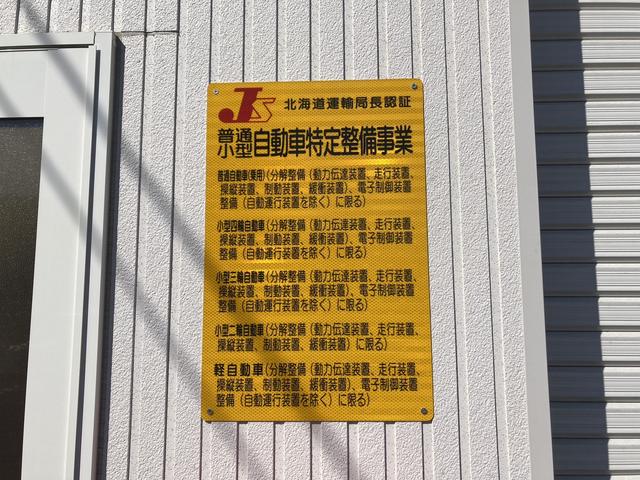 JS 北海道運輸局長認証
普通
小型 自動車特定整備事業
普通自動車(乗用)(分解整備(動力伝達装置、走行装置、
操縦装置、制動装置、緩衝装置)、電子制御装置
整備(自動運行装置を除く)に限る)
小型四輪自動車(分解整備(動力伝達装置、走行装置、
操縦装置、制動装置、緩衝装置)、電子制御装置
整備(自動運行装置を除く)に限る)
小型三輪自動車(分解整備(動力伝達装置、走行装置、
操縦装置、制動装置、緩衝装置)、電子制御装置
整備(自動運行装置を除く)に限る)
小型二輪自動車(分解整備(動力伝達装置、走行装置、
操縦装置、制動装置、緩衝装置)に限る)
軽自動車(分解整備(動力伝達装置、走行装置、
操縦装置、制動装置、緩衝装置)、電子制御装置
整備(自動運行装置を除く)に限る)